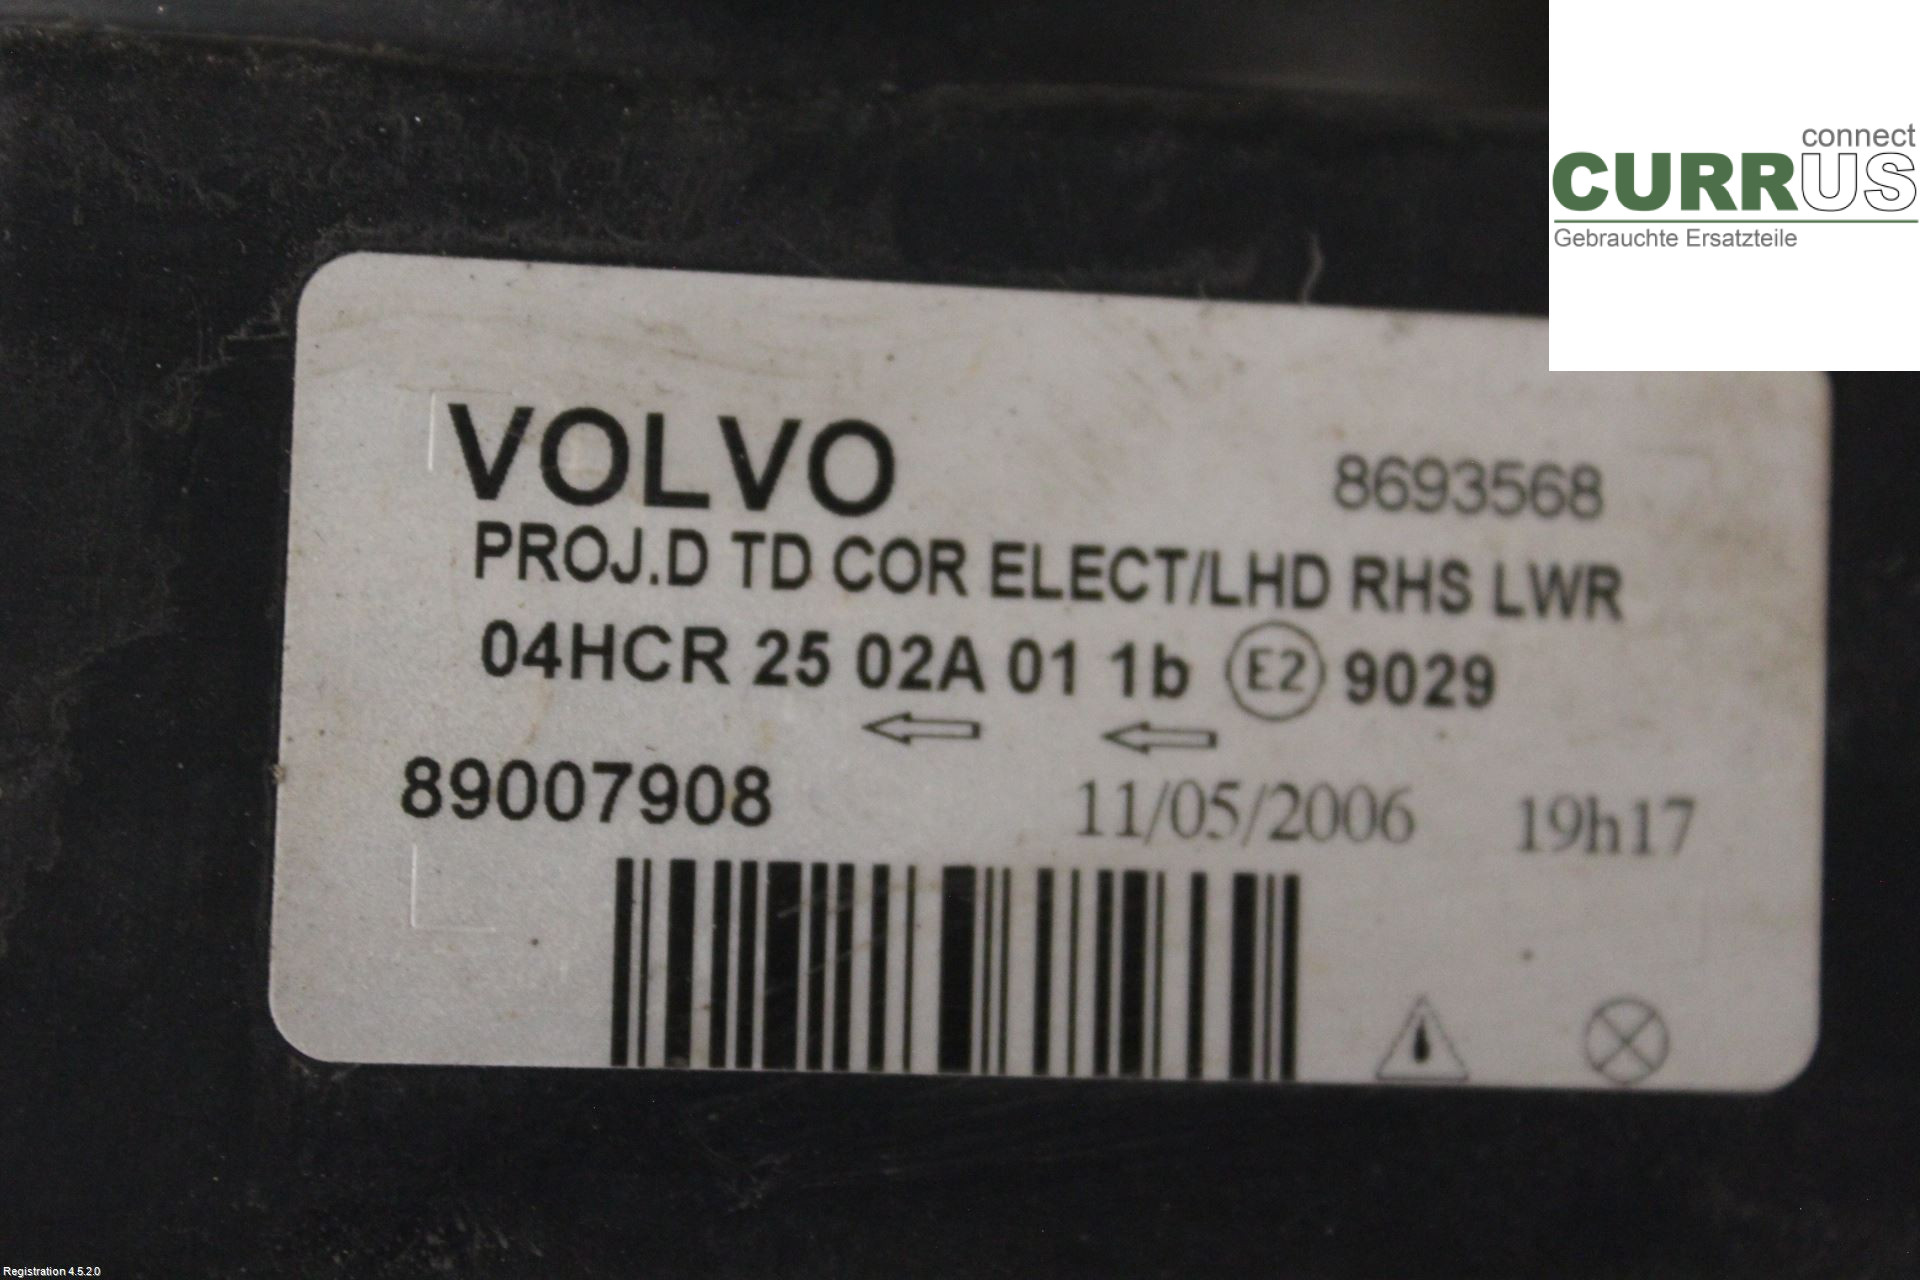 connect
CURRUS
Gebrauchte Ersatzteile
VOLVO 8693568
PROJ.D TD COR ELECT/LHD RHS LWR
04HCR 25 02A 01 1b E2 9029
89007908 11/05/2006 19h17
Registration 4.5.2.0